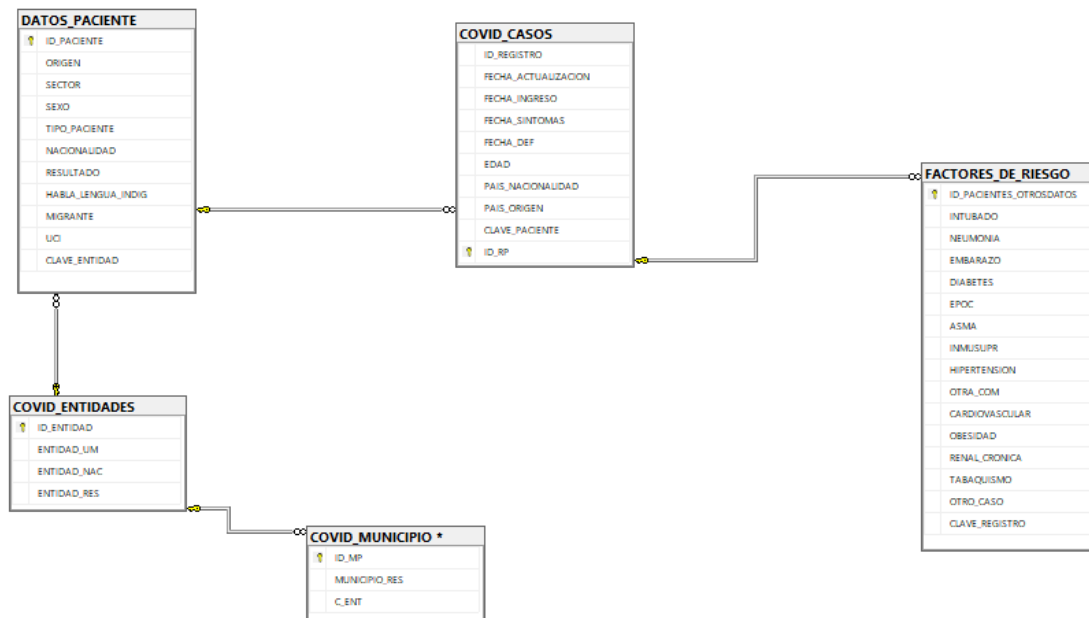 DATOS_PACIENTE
ID_PACIENTE
ORIGEN
SECTOR
SEXO
TIPO_PACIENTE
NACIONALIDAD
RESULTADO
HABLA_LENGUA_INDIG
MIGRANTE
UCI
CLAVE_ENTIDAD
COVID_CASOS
ID_REGISTRO
FECHA_ACTUALIZACION
FECHA_INGRESO
FECHA_SINTOMAS
FECHA_DEF
EDAD
PAIS_NACIONALIDAD
PAIS_ORIGEN
CLAVE_PACIENTE
ID_RP
FACTORES_DE_RIESGO
ID_PACIENTES_OTROSDATOS
INTUBADO
NEUMONIA
EMBARAZO
DIABETES
EPOC
ASMA
INMUSUPR
HIPERTENSION
OTRA_COM
CARDIOVASCULAR
OBESIDAD
RENAL_CRONICA
TABAQUISMO
OTRO_CASO
CLAVE_REGISTRO
COVID_ENTIDADES
ID_ENTIDAD
ENTIDAD_UM
ENTIDAD_NAC
ENTIDAD_RES
COVID_MUNICIPIO *
ID_MP
MUNICIPIO_RES
C_ENT